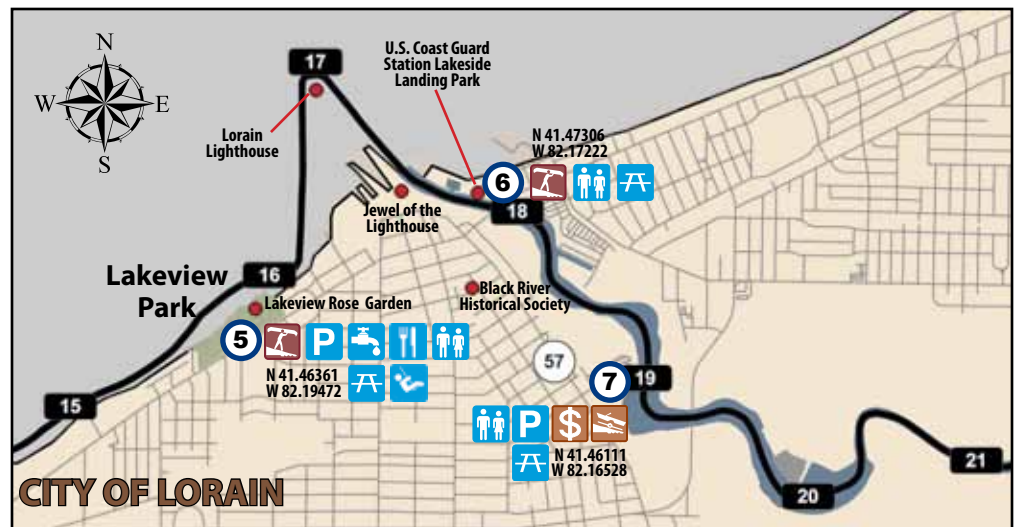 N
W
E
S
17
U.S. Coast Guard
Station Lakeside
Landing Park
Lorain
Lighthouse
N 41.47306
W 82.17222
6
18
Jewel of the
Lighthouse
Lakeview
Park
16
Lakeview Rose Garden
Black River
Historical Society
5
P
N 41.46361
W 82.19472
57
7
19
15
P
$
N 41.46111
W 82.16528
21
20
CITY OF LORAIN